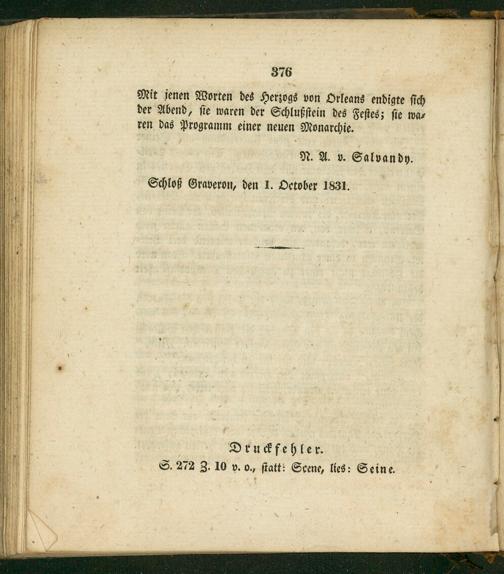 376
Mit jenen Worten des Herzogs von Orleans endigte sich
der Abend, sie waren der Schlußstein des Festes; sie wa-
ren das Programm einer neuen Monarchie.
N. A. v. Salvandy.
Schloß Graveron, den 1. October 1831.
Druckfehler.
S. 272 Z. 10 v. o., statt: Scene, lies: Seine.